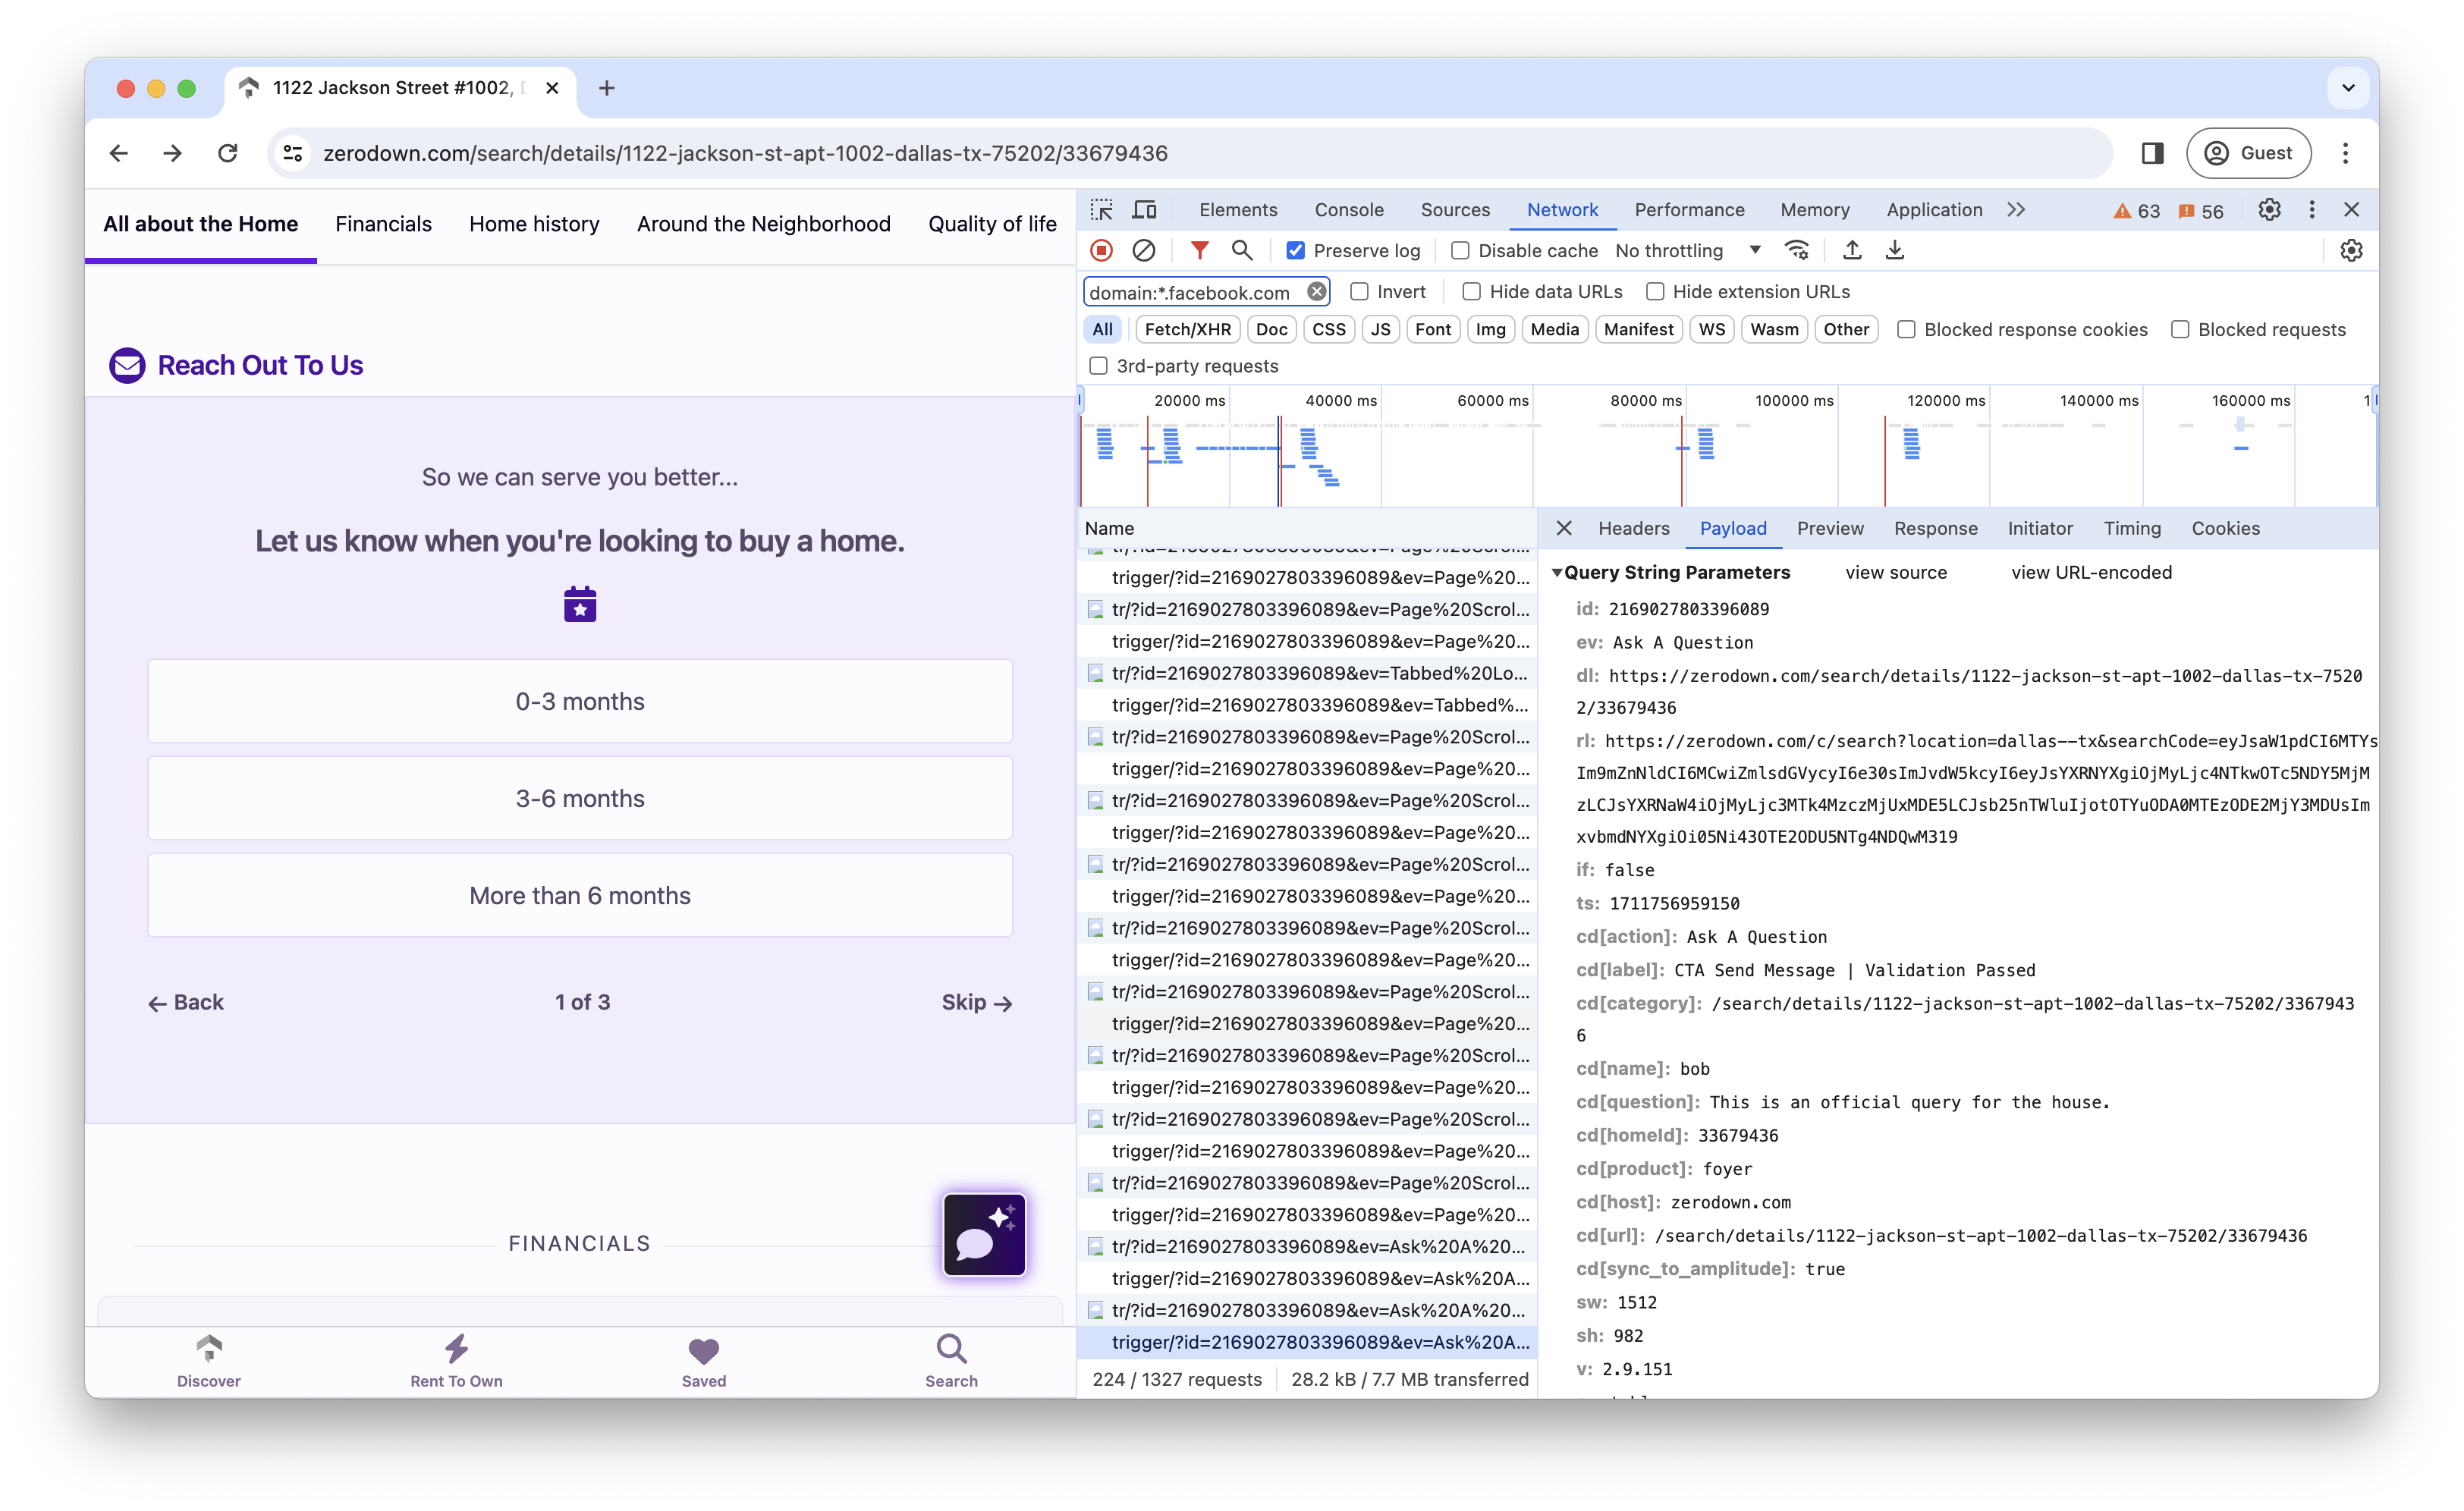 1122 Jackson Street #1002,
zerodown.com/search/details/1122-jackson-st-apt-1002-dallas-tx-75202/33679436
Guest
All about the Home Financials Home history Around the Neighborhood Quality of life
Reach Out To Us
So we can serve you better...
Let us know when you're looking to buy a home.
0-3 months
3-6 months
More than 6 months
← Back 1 of 3 Skip →
FINANCIALS
Discover Rent To Own Saved Search
Elements Console Sources Network Performance Memory Application 63 56
Preserve log Disable cache No throttling
domain:*.facebook.com Invert Hide data URLs Hide extension URLs
All Fetch/XHR Doc CSS JS Font Img Media Manifest WS Wasm Other Blocked response cookies Blocked requests
3rd-party requests
20000 ms 40000 ms 60000 ms 80000 ms 100000 ms 120000 ms 140000 ms 160000 ms
Name
trigger/?id=2169027803396089&ev=Page%20...
tr/?id=2169027803396089&ev=Page%20Scrol...
trigger/?id=2169027803396089&ev=Page%20...
tr/?id=2169027803396089&ev=Tabbed%20Lo...
trigger/?id=2169027803396089&ev=Tabbed%...
tr/?id=2169027803396089&ev=Page%20Scrol...
trigger/?id=2169027803396089&ev=Page%20...
tr/?id=2169027803396089&ev=Page%20Scrol...
trigger/?id=2169027803396089&ev=Page%20...
tr/?id=2169027803396089&ev=Page%20Scrol...
trigger/?id=2169027803396089&ev=Page%20...
tr/?id=2169027803396089&ev=Page%20Scrol...
trigger/?id=2169027803396089&ev=Page%20...
tr/?id=2169027803396089&ev=Page%20Scrol...
trigger/?id=2169027803396089&ev=Page%20...
tr/?id=2169027803396089&ev=Page%20Scrol...
trigger/?id=2169027803396089&ev=Page%20...
tr/?id=2169027803396089&ev=Page%20Scrol...
trigger/?id=2169027803396089&ev=Page%20...
tr/?id=2169027803396089&ev=Page%20Scrol...
trigger/?id=2169027803396089&ev=Page%20...
tr/?id=2169027803396089&ev=Ask%20A%20...
trigger/?id=2169027803396089&ev=Ask%20A...
tr/?id=2169027803396089&ev=Ask%20A%20...
trigger/?id=2169027803396089&ev=Ask%20A...
224 / 1327 requests 28.2 kB / 7.7 MB transferred
Headers Payload Preview Response Initiator Timing Cookies
Query String Parameters view source view URL-encoded
id: 2169027803396089
ev: Ask A Question
dl: https://zerodown.com/search/details/1122-jackson-st-apt-1002-dallas-tx-7520
2/33679436
rl: https://zerodown.com/c/search?location=dallas--tx&searchCode=eyJsaW1pdCI6MTYs
Im9mZnNldCI6MCwiZmlsdGVycyI6e30sImJvdW5kcyI6eyJsYXRNYXgiOjMyLjc4NTkwOTc5NDY5MjM
zLCJsYXRNaW4iOjMyLjc3MTk4MzczMjUxMDE5LCJsb25nTWluIjotOTYuODA0MTEzODE2MjY3MDUsIm
xvbmdNYXgiOi05Ni43OTE2ODU5NTg4NDQwM319
if: false
ts: 1711756959150
cd[action]: Ask A Question
cd[label]: CTA Send Message | Validation Passed
cd[category]: /search/details/1122-jackson-st-apt-1002-dallas-tx-75202/3367943
6
cd[name]: bob
cd[question]: This is an official query for the house.
cd[homeId]: 33679436
cd[product]: foyer
cd[host]: zerodown.com
cd[url]: /search/details/1122-jackson-st-apt-1002-dallas-tx-75202/33679436
cd[sync_to_amplitude]: true
sw: 1512
sh: 982
v: 2.9.151